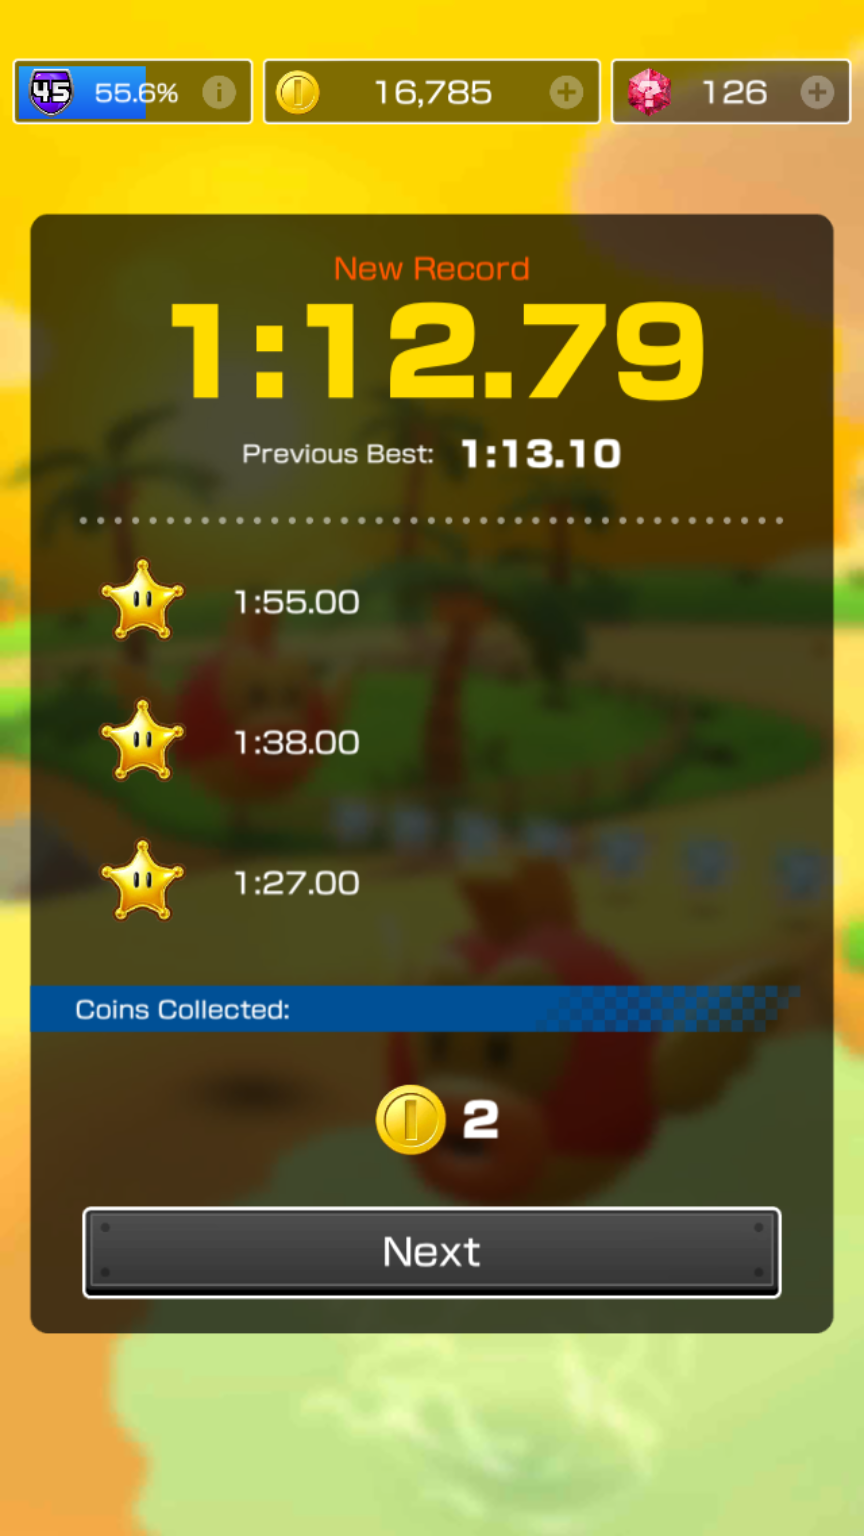 45 55.6% i 16,785 + ? 126 +
New Record
1:12.79
Previous Best: 1:13.10
1:55.00
1:38.00
1:27.00
Coins Collected:
2
Next